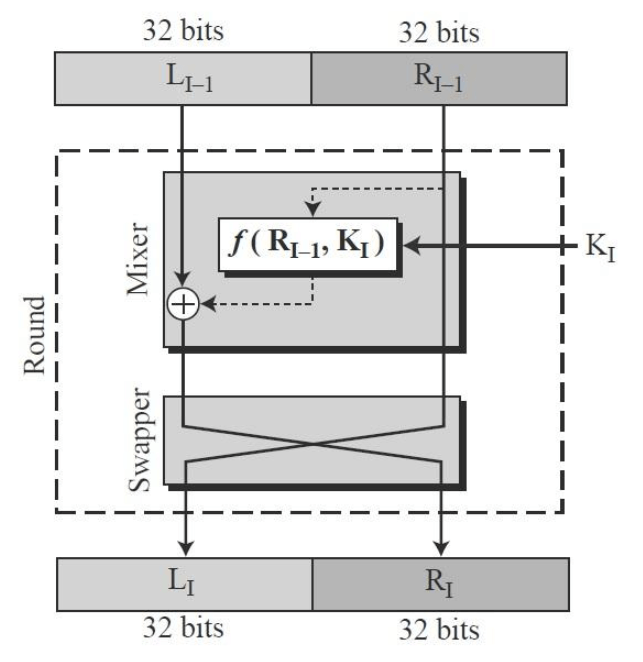 32 bits 32 bits
L_{I–1} R_{I–1}
Mixer
f( R_{I–1}, K_I )
K_I
Round
Swapper
L_I R_I
32 bits 32 bits